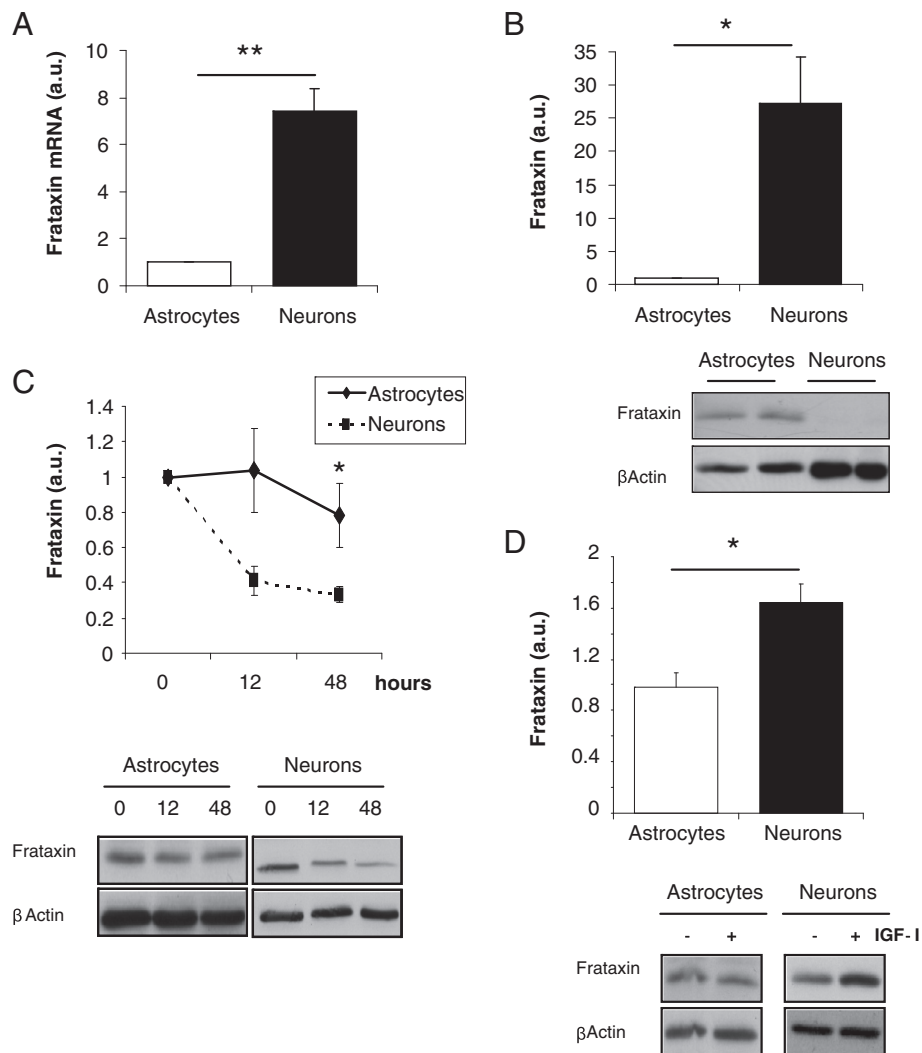 A
Frataxin mRNA (a.u.)
**
10
8
6
4
2
0
Astrocytes Neurons
B
Frataxin (a.u.)
*
35
30
25
20
15
10
5
0
Astrocytes Neurons
Astrocytes Neurons
Frataxin
βActin
C
Astrocytes
Neurons
Frataxin (a.u.)
1.4
1.2
1
0.8
0.6
0.4
0.2
0
*
0 12 48 hours
Astrocytes Neurons
0 12 48 0 12 48
Frataxin
β Actin
D
Frataxin (a.u.)
*
2
1.6
1.2
0.8
0.4
0
Astrocytes Neurons
Astrocytes Neurons
- + - + IGF-I
Frataxin
βActin